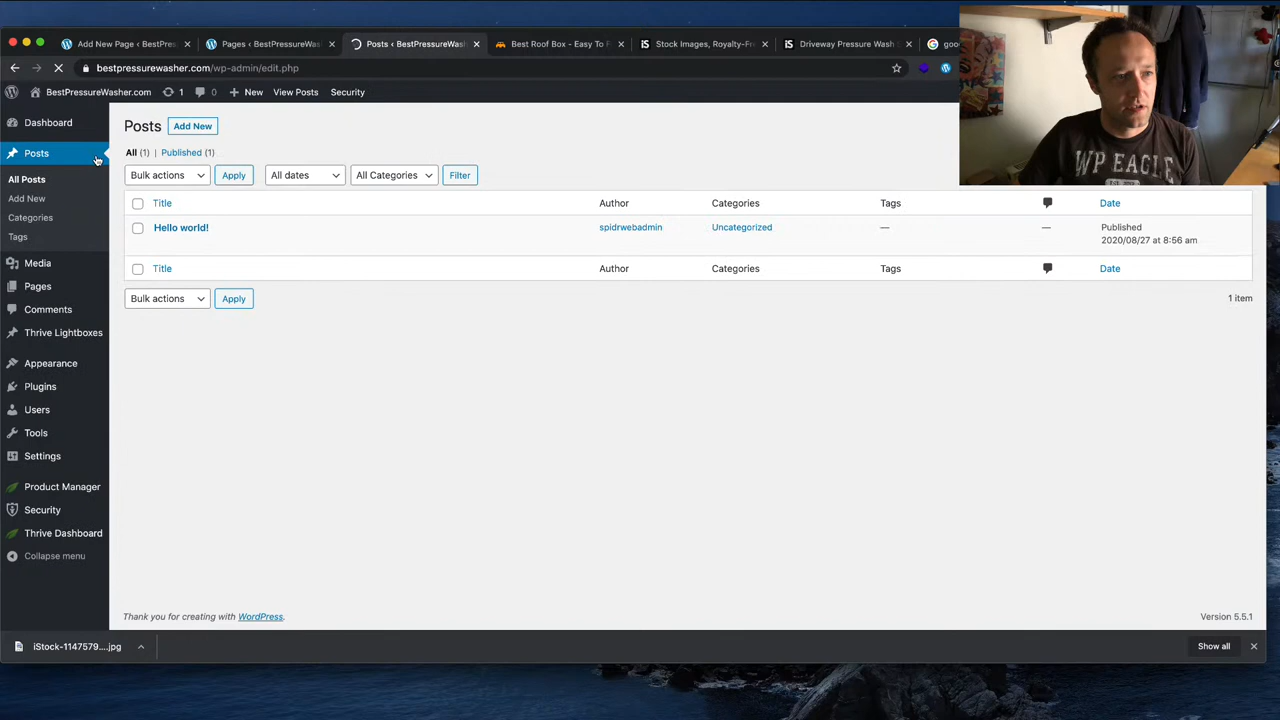 Add New Page < BestPres
Pages < BestPressureWash
Posts < BestPressureWas
Best Roof Box - Easy To F
iS Stock Images, Royalty-Fre
iS Driveway Pressure Wash
goo
bestpressurewasher.com/wp-admin/edit.php
BestPressureWasher.com 1 0 + New View Posts Security
Dashboard
Posts
All Posts
Add New
Categories
Tags
Media
Pages
Comments
Thrive Lightboxes
Appearance
Plugins
Users
Tools
Settings
Product Manager
Security
Thrive Dashboard
Collapse menu
Posts Add New
All (1) | Published (1)
Bulk actions Apply All dates All Categories Filter
Title Author Categories Tags Date
Hello world! spidrwebadmin Uncategorized — — Published
2020/08/27 at 8:56 am
Title Author Categories Tags Date
Bulk actions Apply 1 item
Thank you for creating with WordPress. Version 5.5.1
iStock-1147579....jpg Show all
WP EAGLE